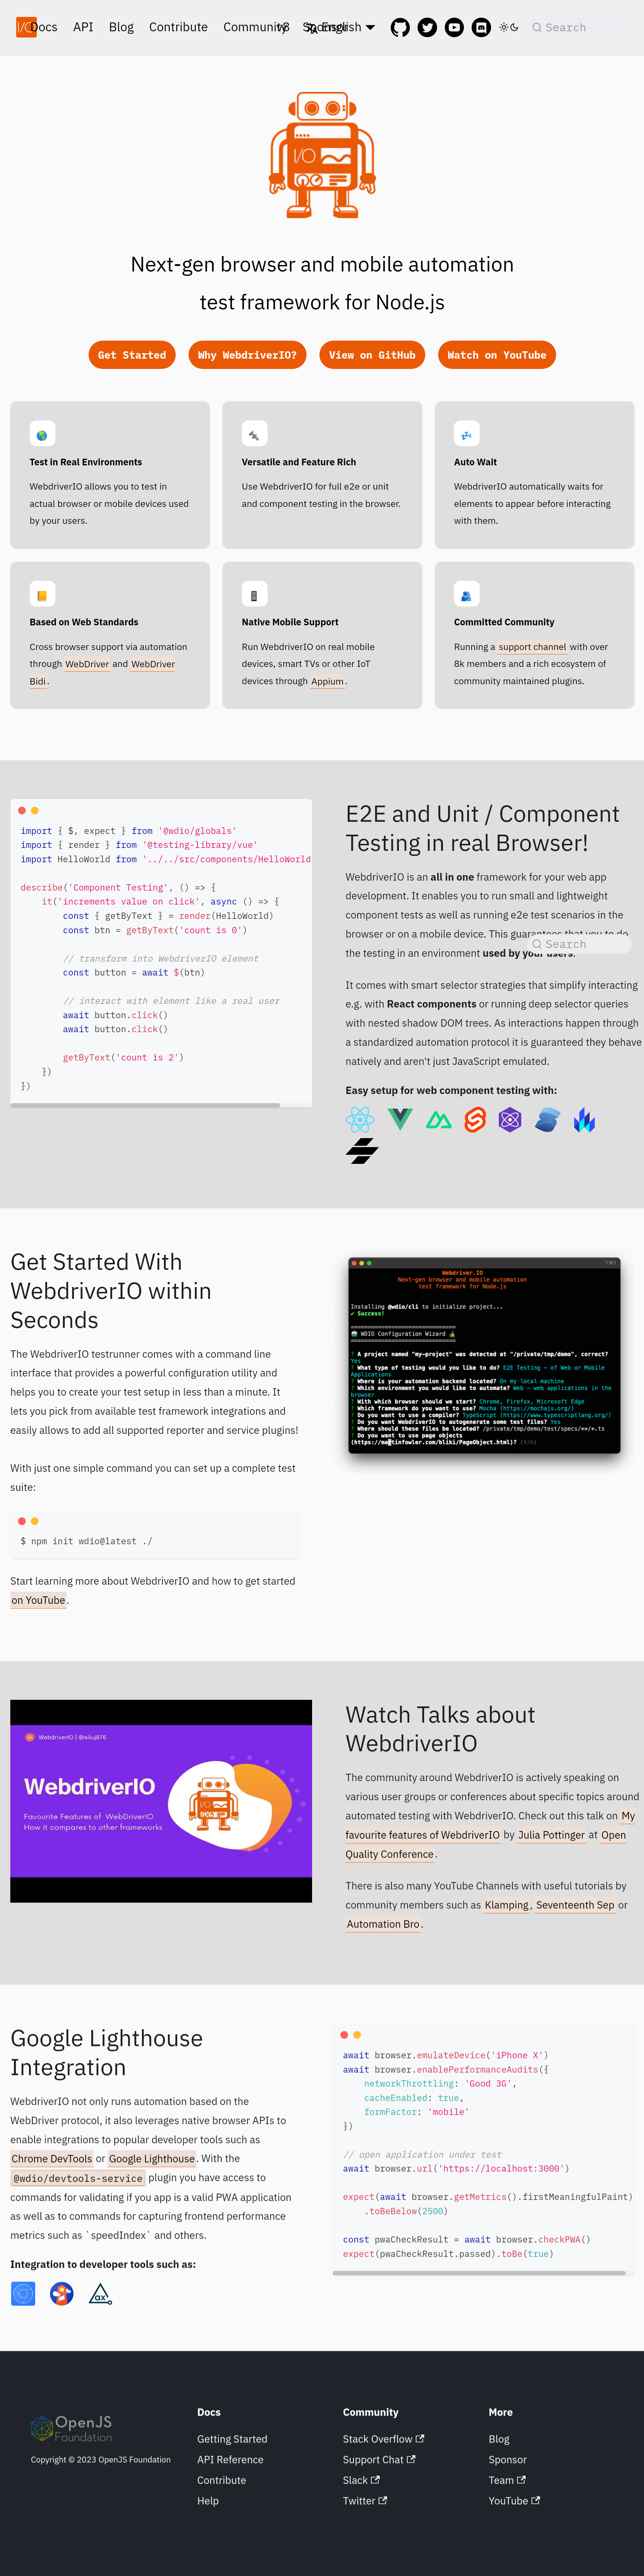 I/O Docs API Blog Contribute Community v8 Sponsor English Search
I/O
Next-gen browser and mobile automation
test framework for Node.js
Get Started Why WebdriverIO? View on GitHub Watch on YouTube
Test in Real Environments
WebdriverIO allows you to test in
actual browser or mobile devices used
by your users.
Versatile and Feature Rich
Use WebdriverIO for full e2e or unit
and component testing in the browser.
Auto Wait
WebdriverIO automatically waits for
elements to appear before interacting
with them.
Based on Web Standards
Cross browser support via automation
through WebDriver and WebDriver
Bidi.
Native Mobile Support
Run WebdriverIO on real mobile
devices, smart TVs or other IoT
devices through Appium.
Committed Community
Running a support channel with over
8k members and a rich ecosystem of
community maintained plugins.
import { $, expect } from '@wdio/globals'
import { render } from '@testing-library/vue'
import HelloWorld from '../../src/components/HelloWorld
describe('Component Testing', () => {
it('increments value on click', async () => {
const { getByText } = render(HelloWorld)
const btn = getByText('count is 0')
// transform into WebdriverIO element
const button = await $(btn)
// interact with element like a real user
await button.click()
await button.click()
getByText('count is 2')
})
})
E2E and Unit / Component
Testing in real Browser!
WebdriverIO is an all in one framework for your web app
development. It enables you to run small and lightweight
component tests as well as running e2e test scenarios in the
browser or on a mobile device. This guarantees that you to do
the testing in an environment used by your users.
Search
It comes with smart selector strategies that simplify interacting
e.g. with React components or running deep selector queries
with nested shadow DOM trees. As interactions happen through
a standardized automation protocol it is guaranteed they behave
natively and aren't just JavaScript emulated.
Easy setup for web component testing with:
Get Started With
WebdriverIO within
Seconds
The WebdriverIO testrunner comes with a command line
interface that provides a powerful configuration utility and
helps you to create your test setup in less than a minute. It
lets you pick from available test framework integrations and
easily allows to add all supported reporter and service plugins!
With just one simple command you can set up a complete test
suite:
$ npm init wdio@latest ./
Start learning more about WebdriverIO and how to get started
on YouTube.
Webdriver.IO
Next-gen browser and mobile automation
test framework for Node.js
Installing @wdio/cli to initialize project...
✔ Success!
===============================
🤖 WDIO Configuration Wizard 🧙
===============================
? A project named "my-project" was detected at "/private/tmp/demo", correct?
Yes
? What type of testing would you like to do? E2E Testing - of Web or Mobile
Applications
? Where is your automation backend located? On my local machine
? Which environment you would like to automate? Web - web applications in the
browser
? With which browser should we start? Chrome, Firefox, Microsoft Edge
? Which framework do you want to use? Mocha (https://mochajs.org/)
? Do you want to use a compiler? TypeScript (https://www.typescriptlang.org/)
? Do you want WebdriverIO to autogenerate some test files? Yes
? Where should these files be located? /private/tmp/demo/test/specs/**/*.ts
? Do you want to use page objects
(https://martinfowler.com/bliki/PageObject.html)? (Y/n)
WebdriverIO | @ailuj876
WebdriverIO
Favourite Features of WebdriverIO
How it compares to other frameworks
Watch Talks about
WebdriverIO
The community around WebdriverIO is actively speaking on
various user groups or conferences about specific topics around
automated testing with WebdriverIO. Check out this talk on My
favourite features of WebdriverIO by Julia Pottinger at Open
Quality Conference.
There is also many YouTube Channels with useful tutorials by
community members such as Klamping, Seventeenth Sep or
Automation Bro.
Google Lighthouse
Integration
WebdriverIO not only runs automation based on the
WebDriver protocol, it also leverages native browser APIs to
enable integrations to popular developer tools such as
Chrome DevTools or Google Lighthouse. With the
@wdio/devtools-service plugin you have access to
commands for validating if you app is a valid PWA application
as well as to commands for capturing frontend performance
metrics such as `speedIndex` and others.
Integration to developer tools such as:
ax
await browser.emulateDevice('iPhone X')
await browser.enablePerformanceAudits({
networkThrottling: 'Good 3G',
cacheEnabled: true,
formFactor: 'mobile'
})
// open application under test
await browser.url('https://localhost:3000')
expect(await browser.getMetrics().firstMeaningfulPaint)
.toBeBelow(2500)
const pwaCheckResult = await browser.checkPWA()
expect(pwaCheckResult.passed).toBe(true)
OpenJS
Foundation
Copyright © 2023 OpenJS Foundation
Docs
Getting Started
API Reference
Contribute
Help
Community
Stack Overflow
Support Chat
Slack
Twitter
More
Blog
Sponsor
Team
YouTube